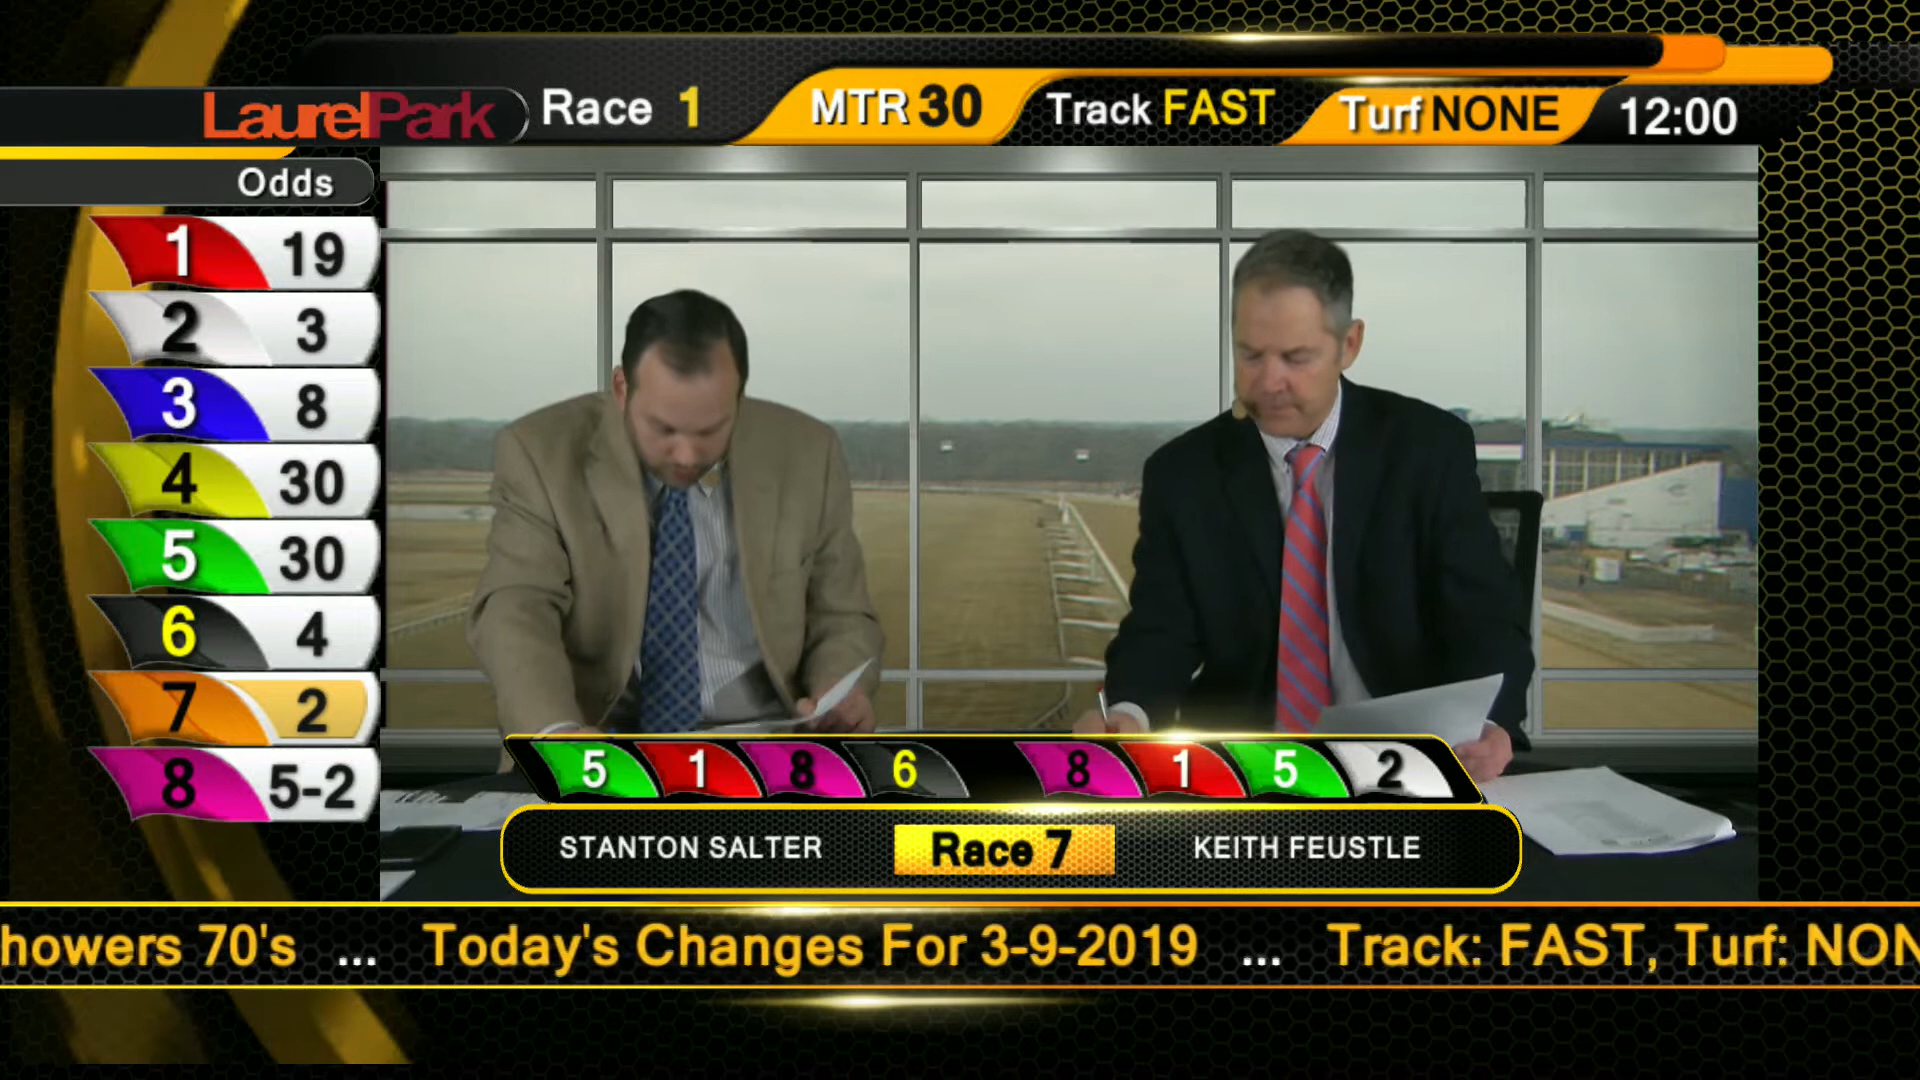 LaurelPark Race 1 MTR 30 Track FAST Turf NONE 12:00
Odds
1 19
2 3
3 8
4 30
5 30
6 4
7 2
8 5-2
5 1 8 6 8 1 5 2
STANTON SALTER Race 7 KEITH FEUSTLE
howers 70's ... Today's Changes For 3-9-2019 ... Track: FAST, Turf: NON